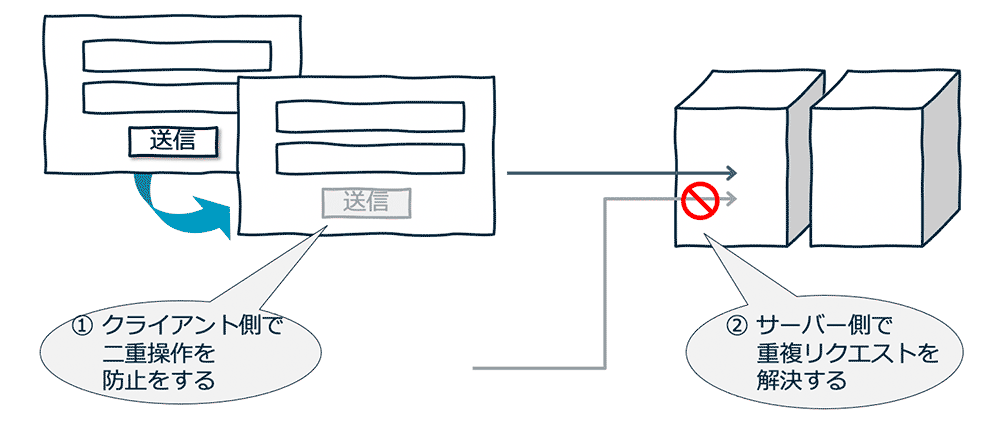 送信
送信
① クライアント側で
二重操作を
防止をする
② サーバー側で
重複リクエストを
解決する